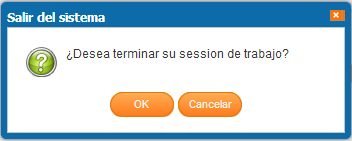 Salir del sistema
¿Desea terminar su session de trabajo?
OK Cancelar